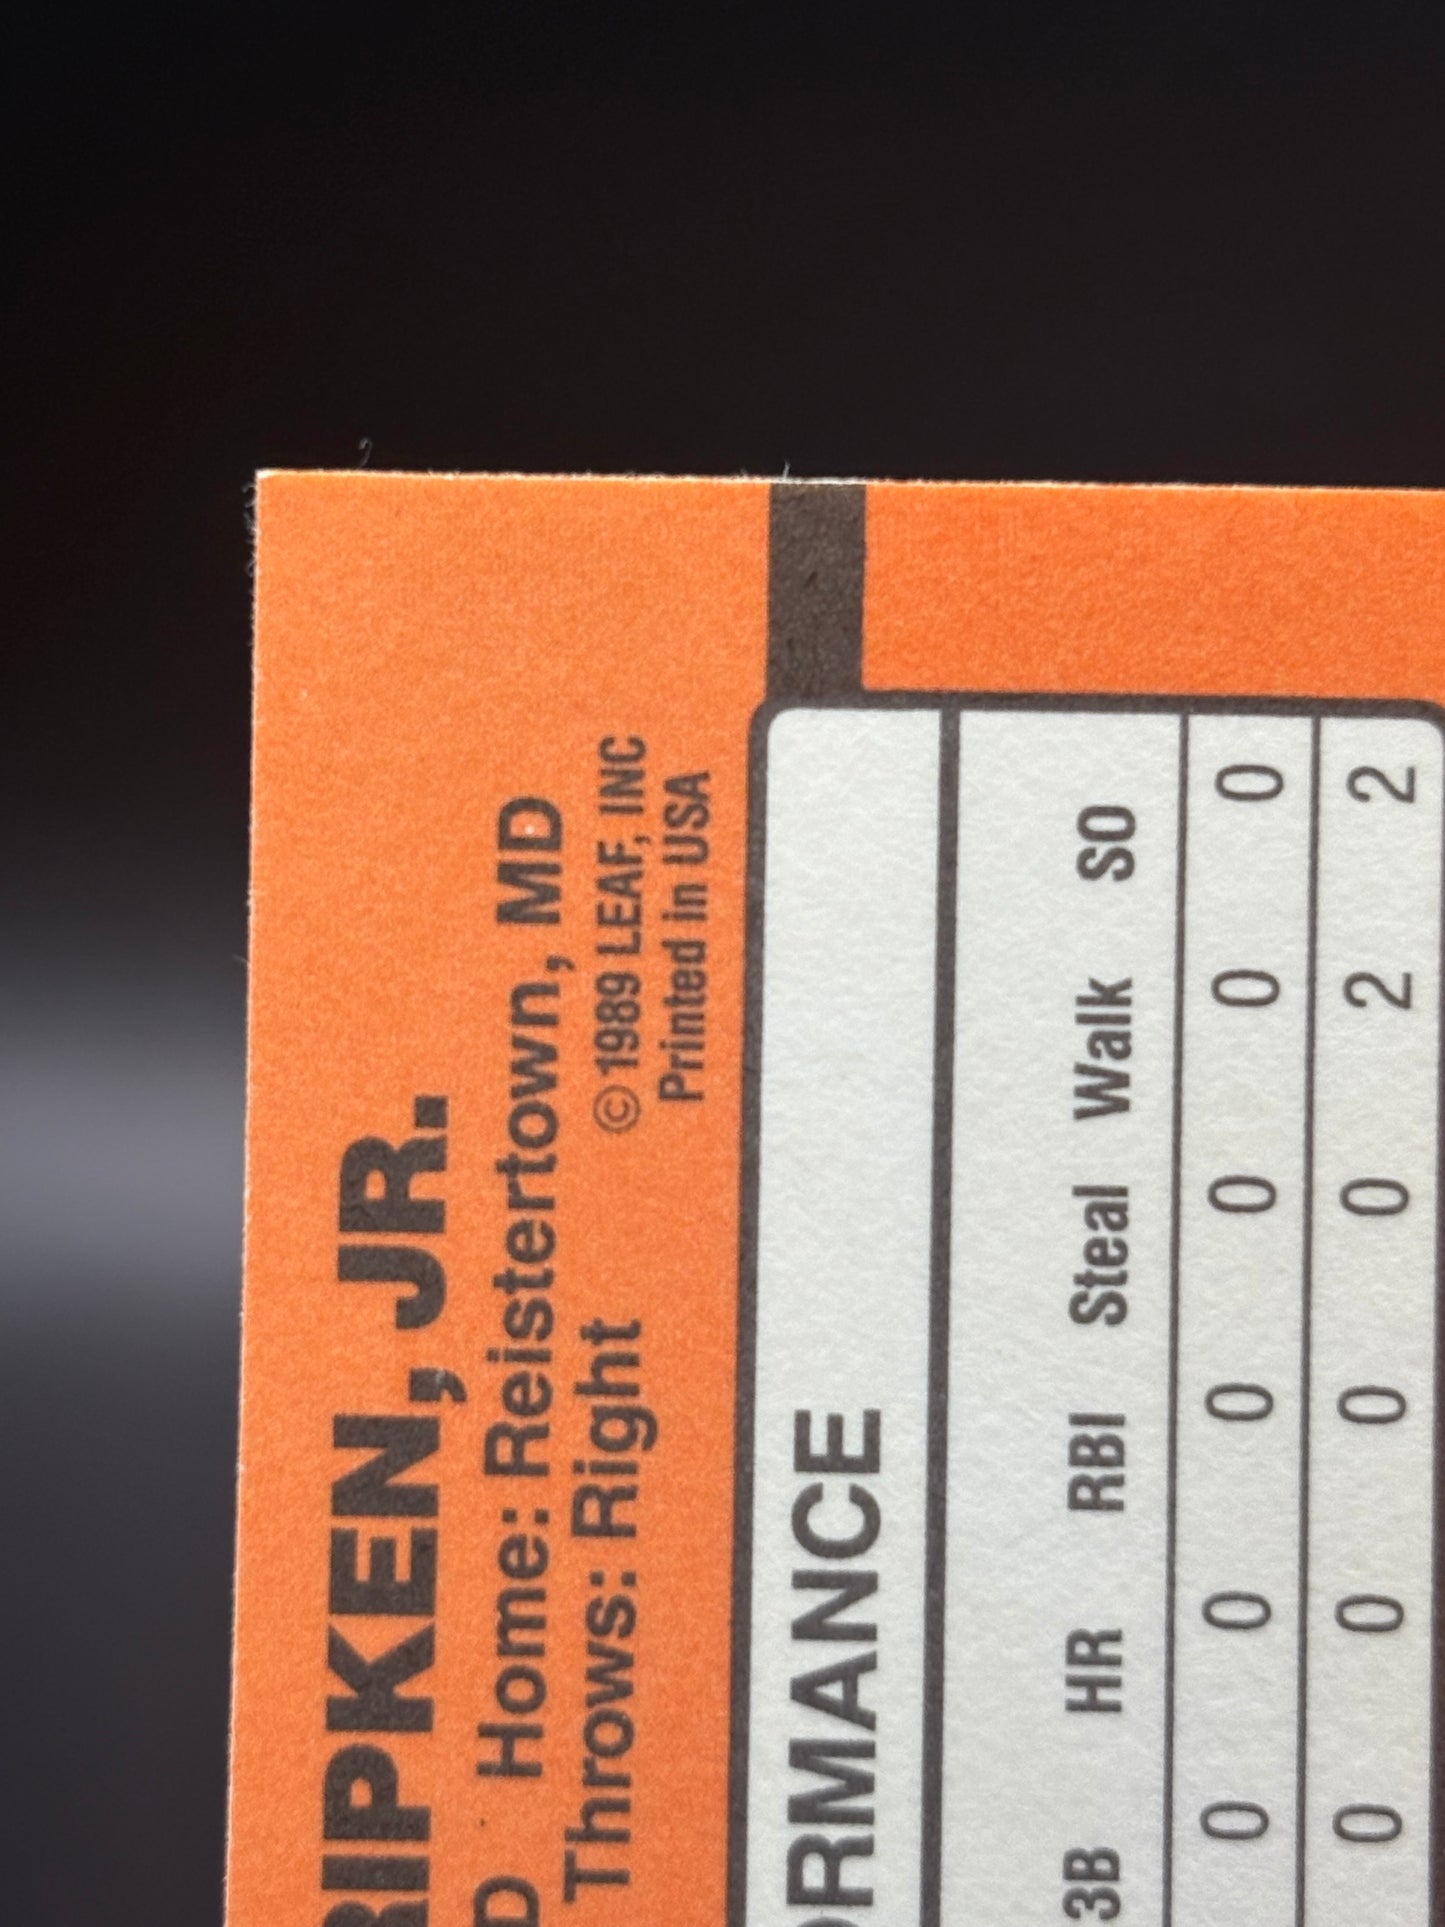 RIPKEN, JR.
D Home: Reistertown, MD
Throws: Right ©1989 LEAF, INC
Printed in USA
ORMANCE
3B HR RBI Steal Walk SO
0 0 0 0 0 0
0 0 0 0 2 2